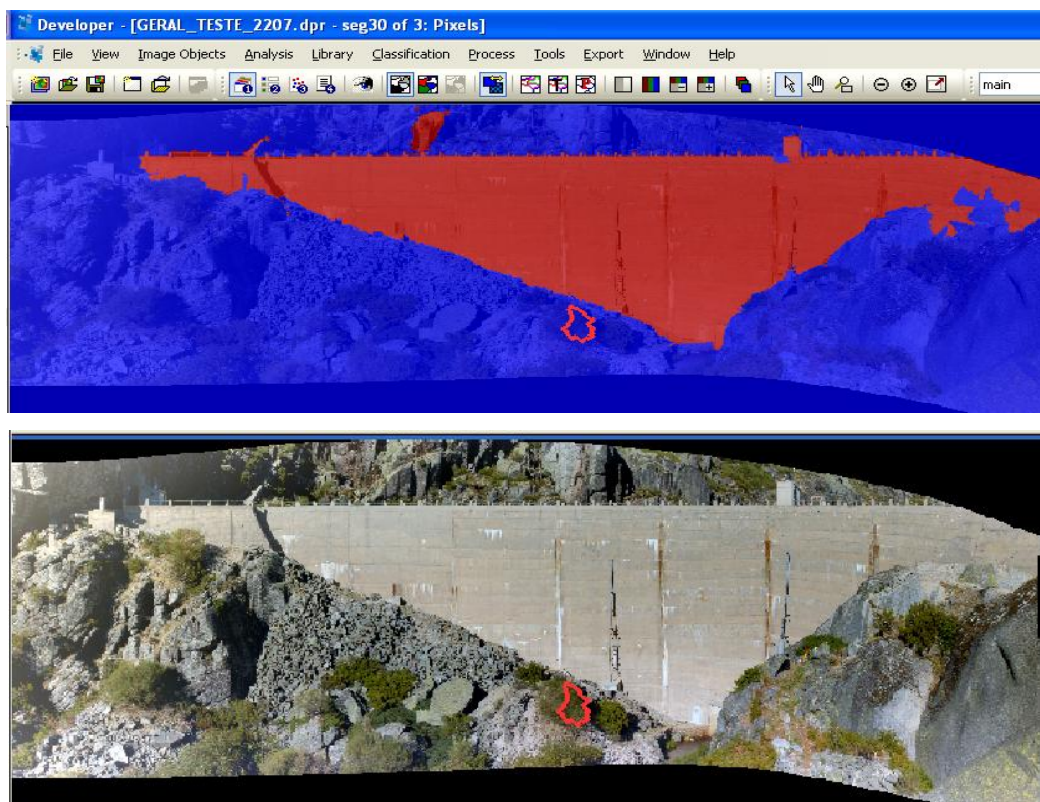 Developer - [GERAL_TESTE_2207.dpr - seg30 of 3: Pixels]
File View Image Objects Analysis Library Classification Process Tools Export Window Help
main